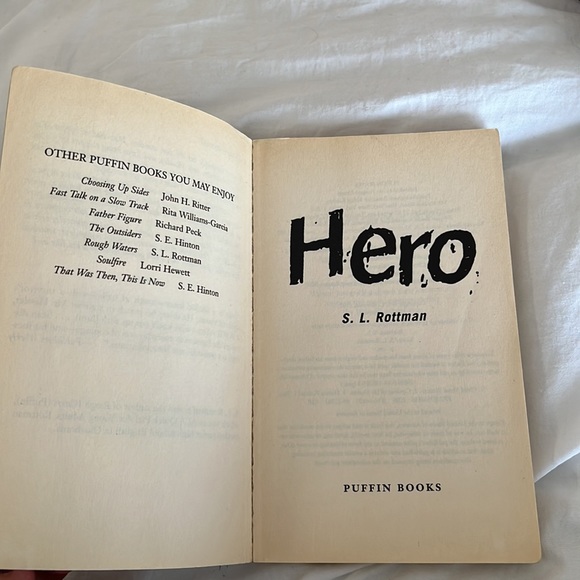 OTHER PUFFIN BOOKS YOU MAY ENJOY
Choosing Up Sides John H. Ritter
Fast Talk on a Slow Track Rita Williams-Garcia
Father Figure Richard Peck
The Outsiders S. E. Hinton
Rough Waters S. L. Rottman
Soulfire Lorri Hewett
That Was Then, This Is Now S. E. Hinton
Hero
S. L. Rottman
PUFFIN BOOKS